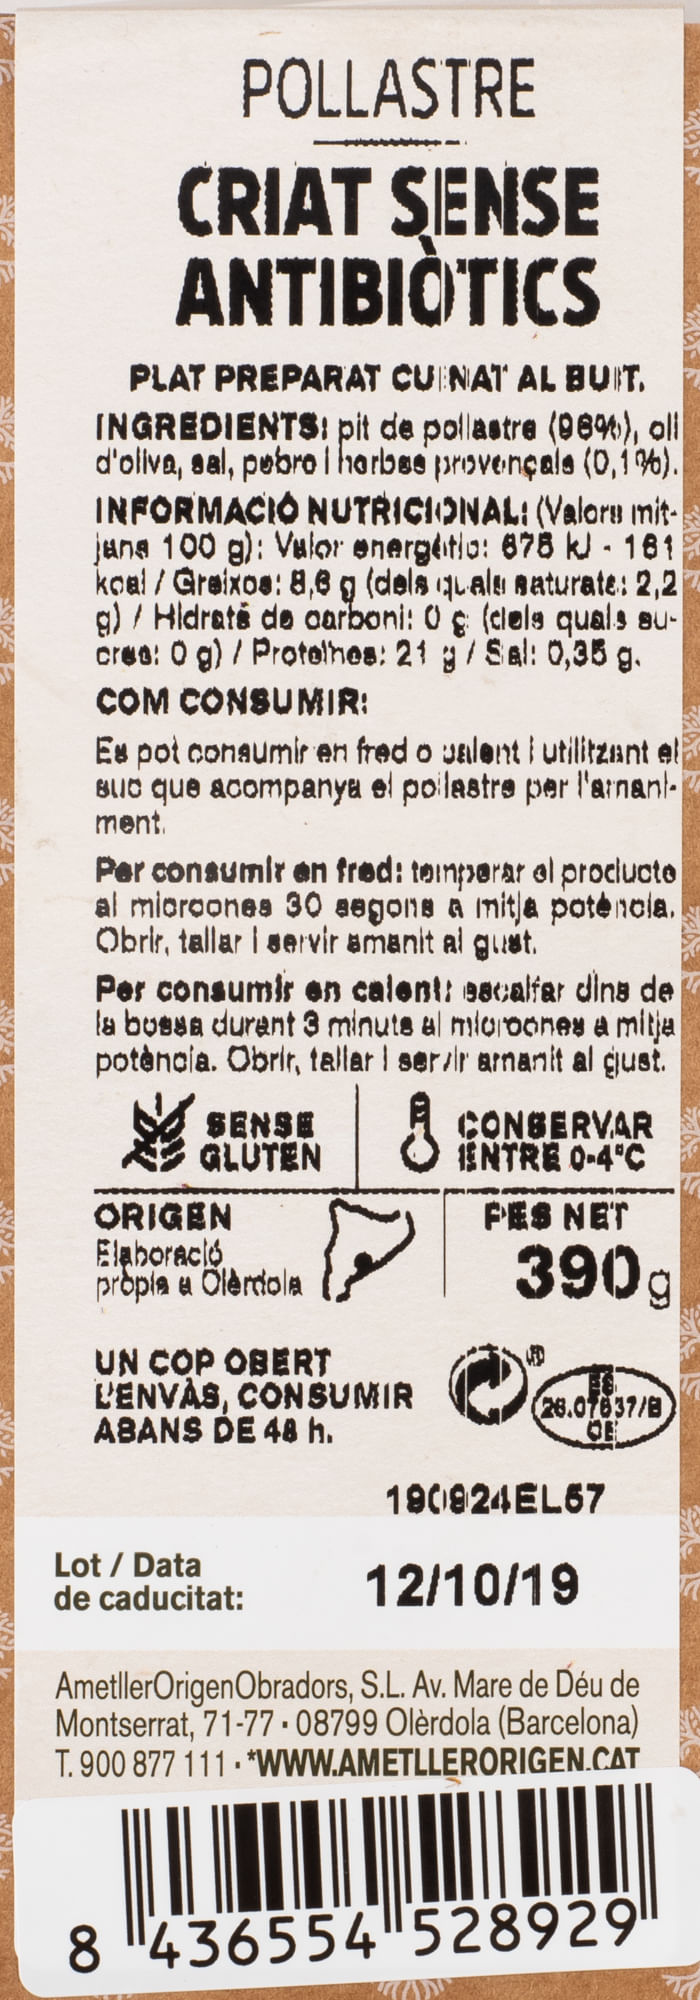 POLLASTRE
CRIAT SENSE
ANTIBIÒTICS
PLAT PREPARAT CUINAT AL BUIT.
INGREDIENTS: pit de pollastre (98%), oli
d'oliva, sal, pebre i herbes provençals (0,1%).
INFORMACIÓ NUTRICIONAL: (Valors mit-
jans 100 g): Valor energètic: 675 kJ - 161
kcal / Greixos: 8,6 g (dels quals saturats: 2,2
g) / Hidrats de carboni: 0 g (dels quals su-
cres: 0 g) / Proteïnes: 21 g / Sal: 0,35 g.
COM CONSUMIR:
Es pot consumir en fred o calent i utilitzant el
suc que acompanya el pollastre per l'amani-
ment.
Per consumir en fred: temperar el producte
al microones 30 segons a mitja potència.
Obrir, tallar i servir amanit al gust.
Per consumir en calent: escalfar dins de
la bossa durant 3 minuts al microones a mitja
potència. Obrir, tallar i servir amanit al gust.
SENSE
GLUTEN
CONSERVAR
ENTRE 0-4°C
ORIGEN
Elaboració
pròpia a Olèrdola
PES NET
390g
UN COP OBERT
L'ENVÀS, CONSUMIR
ABANS DE 48 h.
ES
26.07637/B
CE
190924EL57
Lot / Data
de caducitat:
12/10/19
AmetllerOrigenObradors, S.L. Av. Mare de Déu de
Montserrat, 71-77 · 08799 Olèrdola (Barcelona)
T. 900 877 111 · *WWW.AMETLLERORIGEN.CAT
8 436554 528929